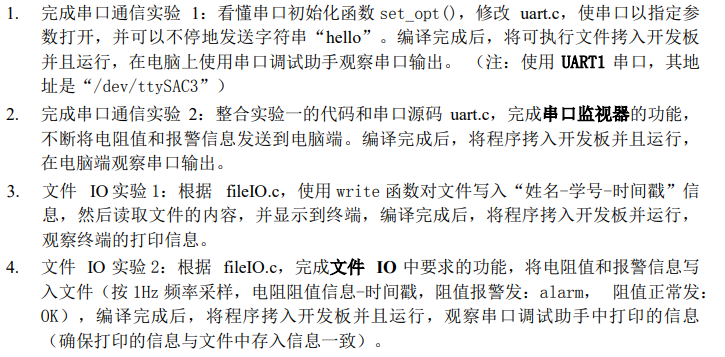 1. 完成串口通信实验 1：看懂串口初始化函数 set_opt()，修改 uart.c，使串口以指定参
数打开，并可以不停地发送字符串“hello”。编译完成后，将可执行文件拷入开发板
并且运行，在电脑上使用串口调试助手观察串口输出。（注：使用 UART1 串口，其地
址是“/dev/ttySAC3”）
2. 完成串口通信实验 2：整合实验一的代码和串口源码 uart.c，完成串口监视器的功能，
不断将电阻值和报警信息发送到电脑端。编译完成后，将程序拷入开发板并且运行，
在电脑端观察串口输出。
3. 文件 IO 实验 1：根据 fileIO.c，使用 write 函数对文件写入“姓名-学号-时间戳”信
息，然后读取文件的内容，并显示到终端，编译完成后，将程序拷入开发板并运行，
观察终端的打印信息。
4. 文件 IO 实验 2：根据 fileIO.c，完成文件 IO 中要求的功能，将电阻值和报警信息写
入文件（按 1Hz 频率采样，电阻阻值信息-时间戳，阻值报警发：alarm， 阻值正常发：
OK），编译完成后，将程序拷入开发板并且运行，观察串口调试助手中打印的信息
（确保打印的信息与文件中存入信息一致）。